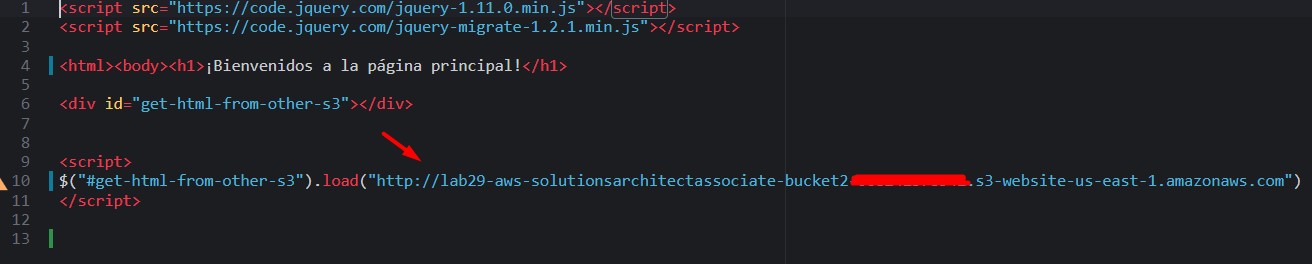 1 <script src="https://code.jquery.com/jquery-1.11.0.min.js"></script>
2 <script src="https://code.jquery.com/jquery-migrate-1.2.1.min.js"></script>
3
4 <html><body><h1>¡Bienvenidos a la página principal!</h1>
5
6 <div id="get-html-from-other-s3"></div>
7
8
9 <script>
10 $("#get-html-from-other-s3").load("http://lab29-aws-solutionsarchitectassociate-bucket2 .s3-website-us-east-1.amazonaws.com")
11 </script>
12
13